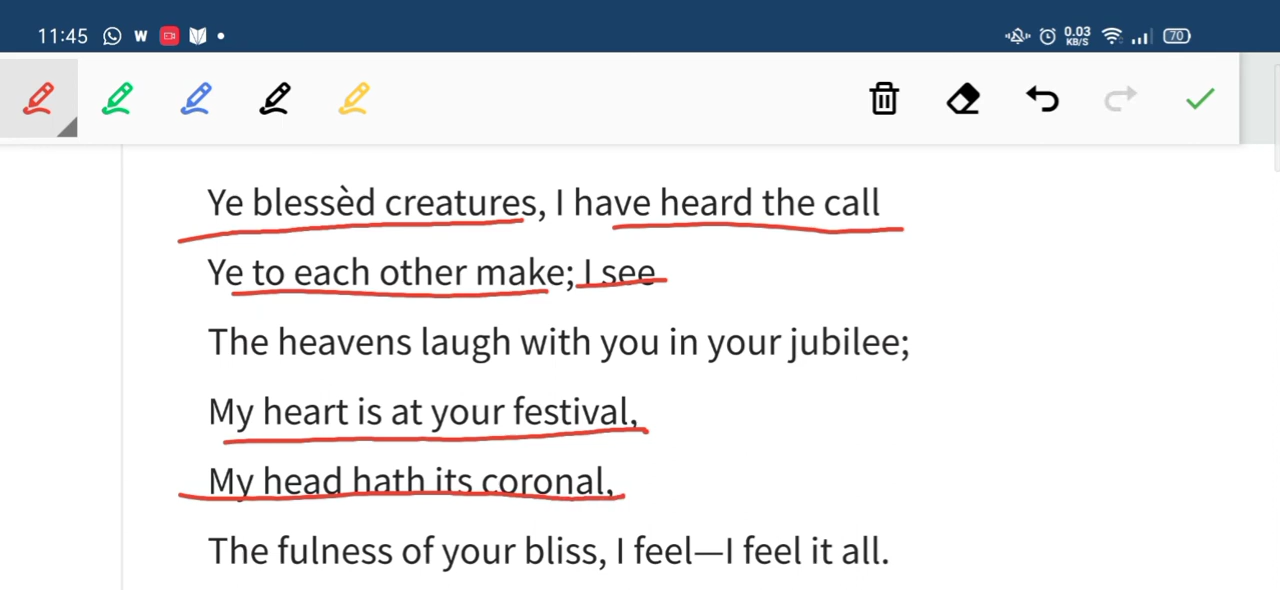 11:45 W 0.03 KB/S 70
Ye blessèd creatures, I have heard the call
Ye to each other make; I see
The heavens laugh with you in your jubilee;
My heart is at your festival,
My head hath its coronal,
The fulness of your bliss, I feel—I feel it all.